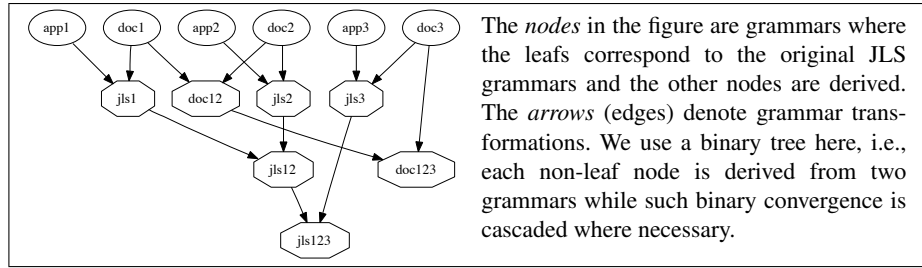 app1 doc1 app2 doc2 app3 doc3
jls1 doc12 jls2 jls3
jls12 doc123
jls123
The nodes in the figure are grammars where
the leafs correspond to the original JLS
grammars and the other nodes are derived.
The arrows (edges) denote grammar trans-
formations. We use a binary tree here, i.e.,
each non-leaf node is derived from two
grammars while such binary convergence is
cascaded where necessary.